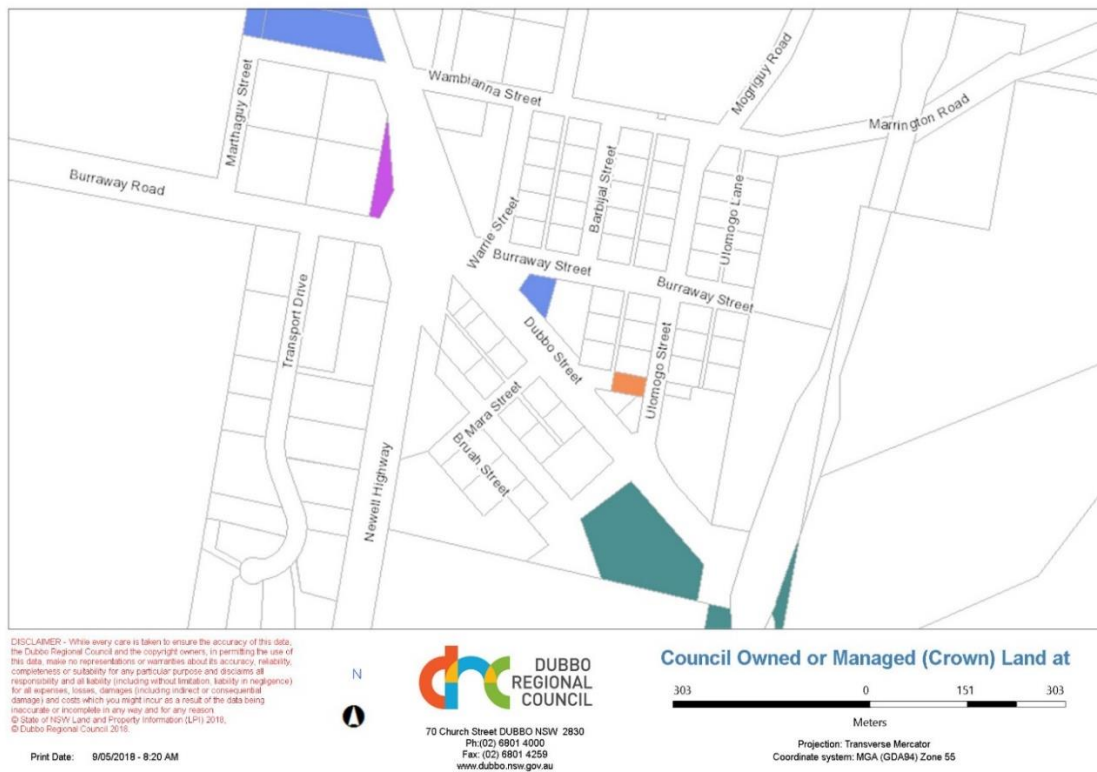 Wambianna Street
Mogriguy Road
Marrington Road
Marthaguy Street
Barbijal Street
Ulomogo Lane
Burraway Road
Warrie Street
Burraway Street
Burraway Street
Transport Drive
Dubbo Street
Ulomogo Street
Mara Street
Bruah Street
Newell Highway
DISCLAIMER - While every care is taken to ensure the accuracy of this data,
the Dubbo Regional Council and the copyright owners, in permitting the use of
this data, make no representations or warranties about its accuracy, reliability,
completeness or suitability for any particular purpose and disclaims all
responsibility and all liability (including without limitation, liability in negligence)
for all expenses, losses, damages (including indirect or consequential
damage) and costs which you might incur as a result of the data being
inaccurate or incomplete in any way and for any reason.
© State of NSW Land and Property Information (LPI) 2018,
© Dubbo Regional Council 2018.
Print Date: 9/05/2018 - 8:20 AM
N
drc
DUBBO
REGIONAL
COUNCIL
70 Church Street DUBBO NSW 2830
Ph:(02) 6801 4000
Fax: (02) 6801 4259
www.dubbo.nsw.gov.au
Council Owned or Managed (Crown) Land at
303 0 151 303
Meters
Projection: Transverse Mercator
Coordinate system: MGA (GDA94) Zone 55